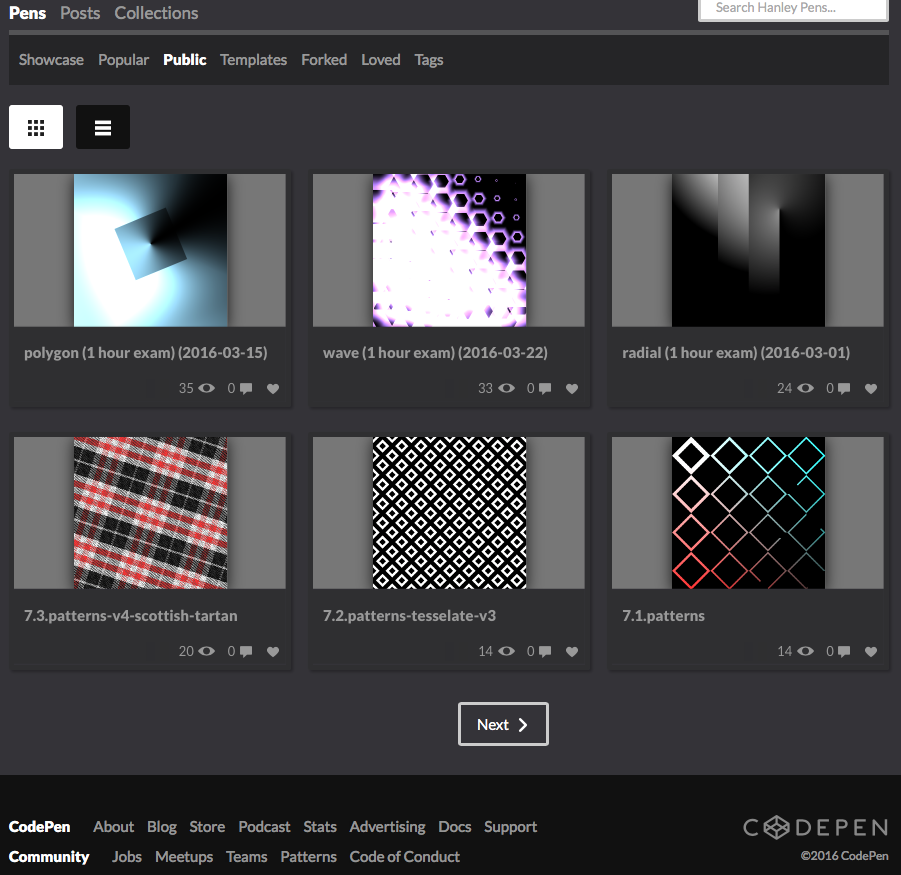 Pens Posts Collections
Search Hanley Pens...
Showcase Popular Public Templates Forked Loved Tags
polygon (1 hour exam) (2016-03-15)
35 0
wave (1 hour exam) (2016-03-22)
33 0
radial (1 hour exam) (2016-03-01)
24 0
7.3.patterns-v4-scottish-tartan
20 0
7.2.patterns-tesselate-v3
14 0
7.1.patterns
14 0
Next
CodePen About Blog Store Podcast Stats Advertising Docs Support
Community Jobs Meetups Teams Patterns Code of Conduct
CODEPEN
©2016 CodePen